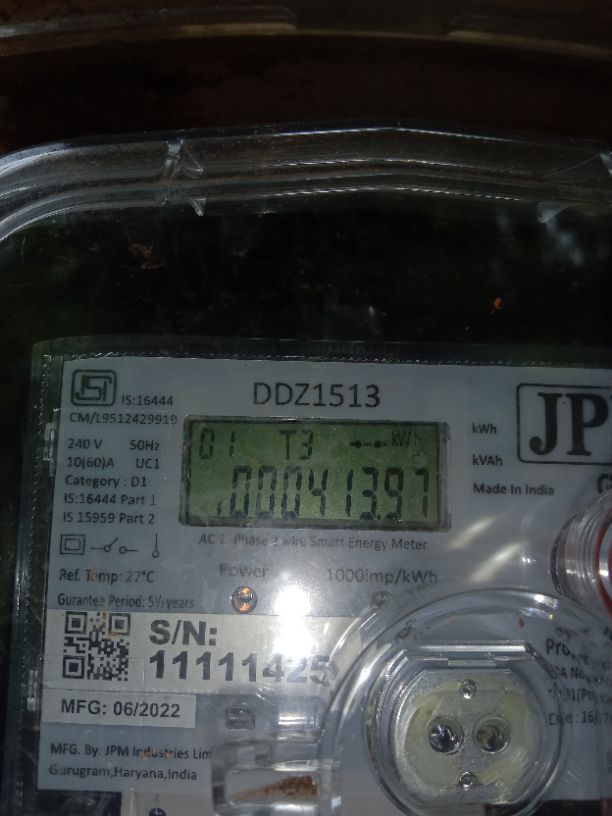 DDZ1513
IS:16444
CM/L9512429919
240 V 50Hz
10(60)A UC1
Category : D1
IS:16444 Part 1
IS 15959 Part 2
01 T3 kWh
00041397
kWh
kVAh
Made In India
JP
AC 1-Phase wire Smart Energy Meter
Ref. Temp: 27°C
Power 1000imp/kWh
Gurantee Period: 5½years
S/N:
11111425
MFG: 06/2022
MFG. By: JPM Industries Lim
Gurugram,Haryana,India